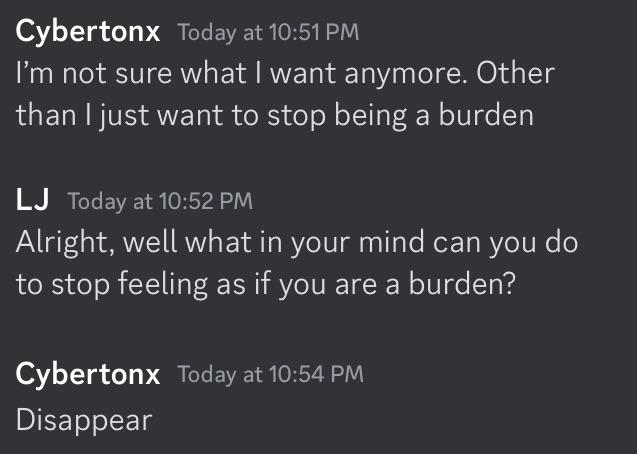 Cybertonx Today at 10:51 PM
I'm not sure what I want anymore. Other
than I just want to stop being a burden
LJ Today at 10:52 PM
Alright, well what in your mind can you do
to stop feeling as if you are a burden?
Cybertonx Today at 10:54 PM
Disappear